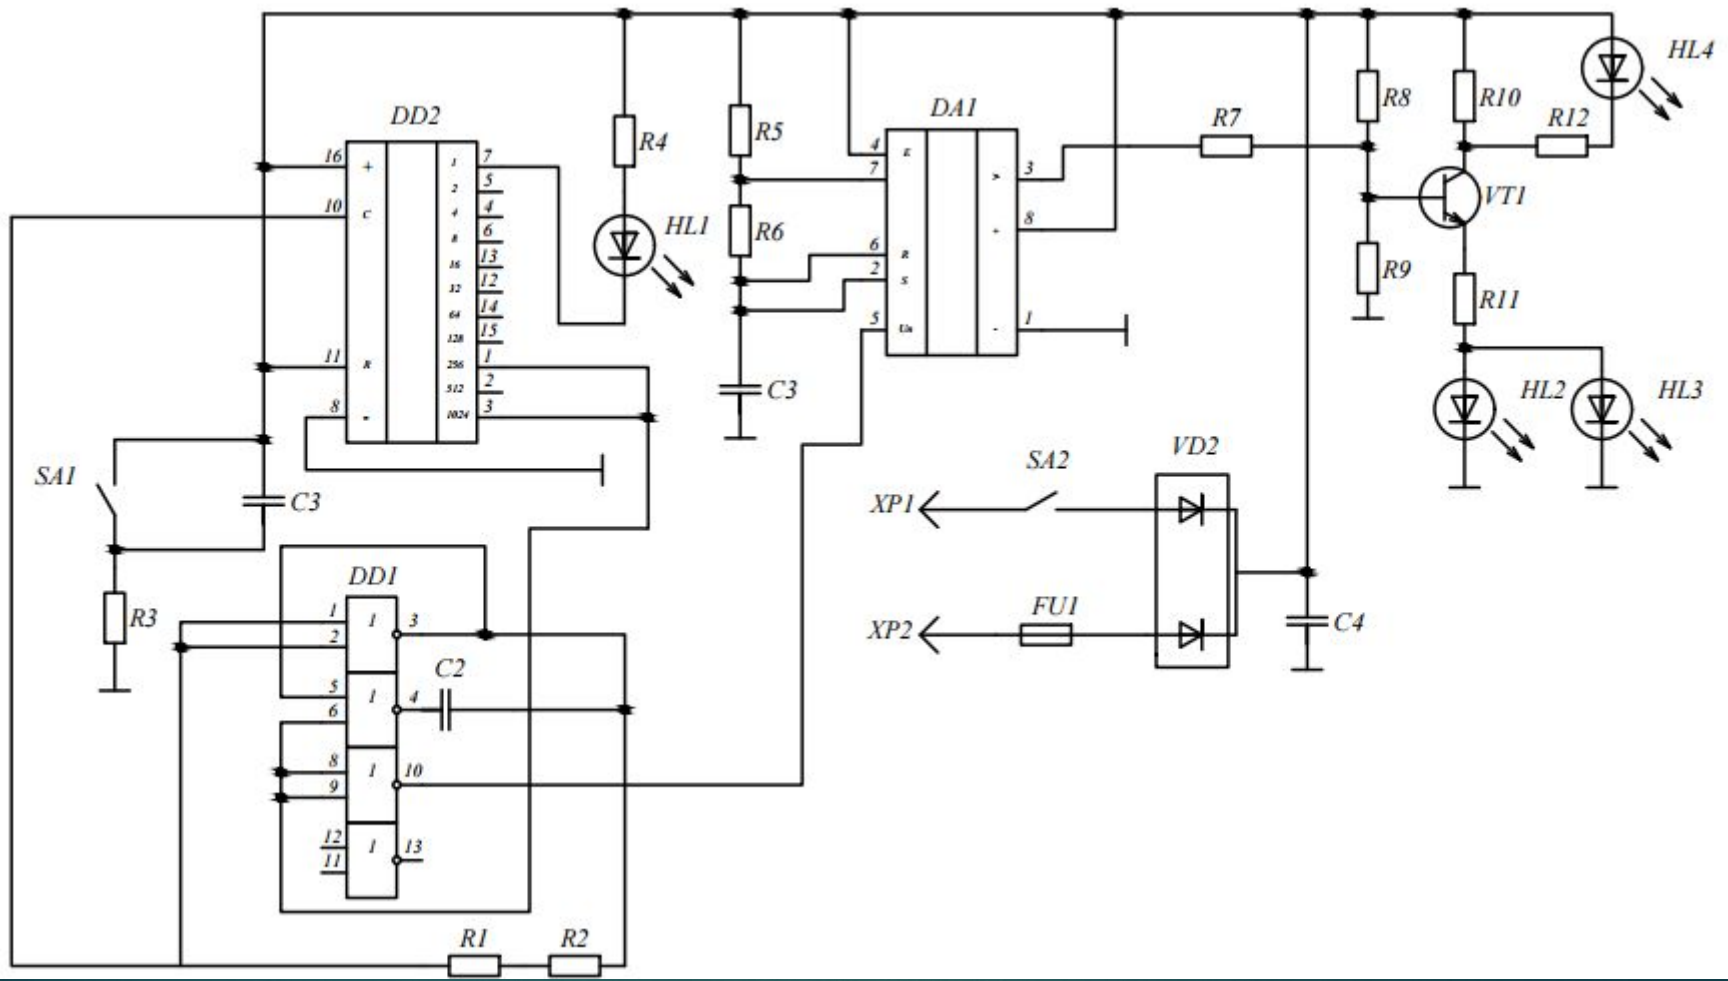 HL4
R8
R10
R12
DD2
DA1
R7
R4
R5
16 + 1 7
2 5
10 C 4 4
8 6
16 13
32 12
64 14
128 15
11 R 256 1
512 2
8 - 1024 3
HL1
R6
4 E
7
3
8 +
6 R
2 S
5 Un
- 1
VT1
R9
R11
C3
HL2
HL3
SA1
C3
SA2
VD2
XP1
DD1
R3
FU1
XP2
C4
1 1 3
2
C2
5 1 4
6
8 1 10
9
12 1 13
11
R1
R2